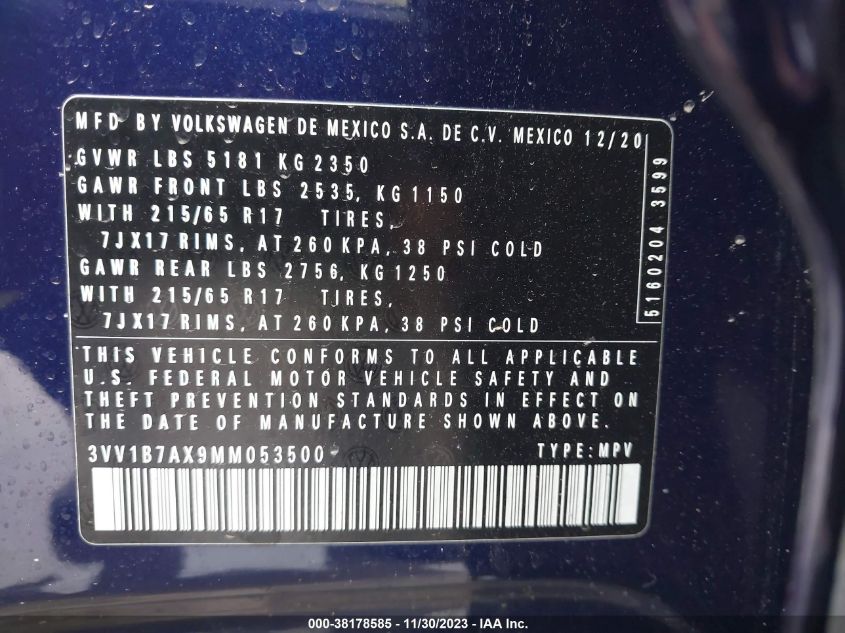 MFD BY VOLKSWAGEN DE MEXICO S.A. DE C.V. MEXICO 12/20
GVWR LBS 5181 KG 2350
GAWR FRONT LBS 2535, KG 1150
WITH 215/65 R17 TIRES,
7JX17 RIMS, AT 260 KPA, 38 PSI COLD
GAWR REAR LBS 2756, KG 1250
WITH 215/65 R17 TIRES,
7JX17 RIMS, AT 260 KPA, 38 PSI COLD
5160204 3599
THIS VEHICLE CONFORMS TO ALL APPLICABLE
U.S. FEDERAL MOTOR VEHICLE SAFETY AND
THEFT PREVENTION STANDARDS IN EFFECT ON
THE DATE OF MANUFACTURE SHOWN ABOVE.
3VV1B7AX9MM053500 TYPE: MPV
000-38178585 - 11/30/2023 - IAA Inc.